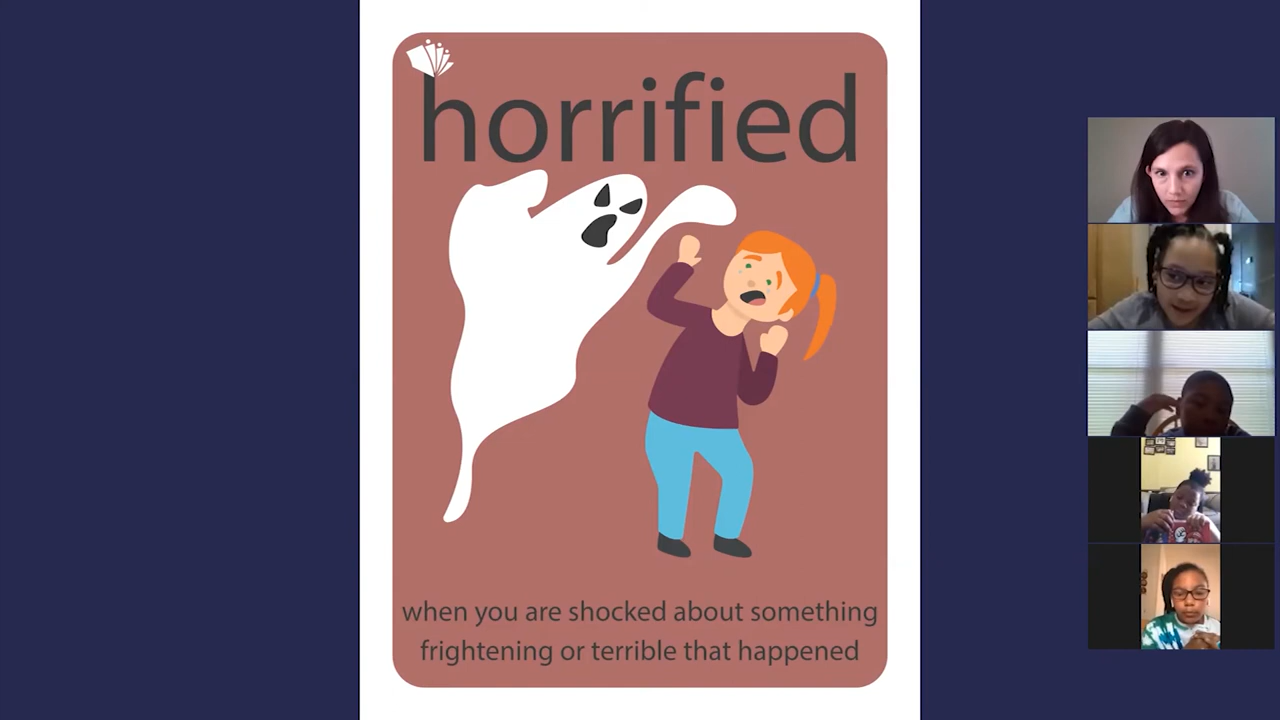 horrified
when you are shocked about something
frightening or terrible that happened